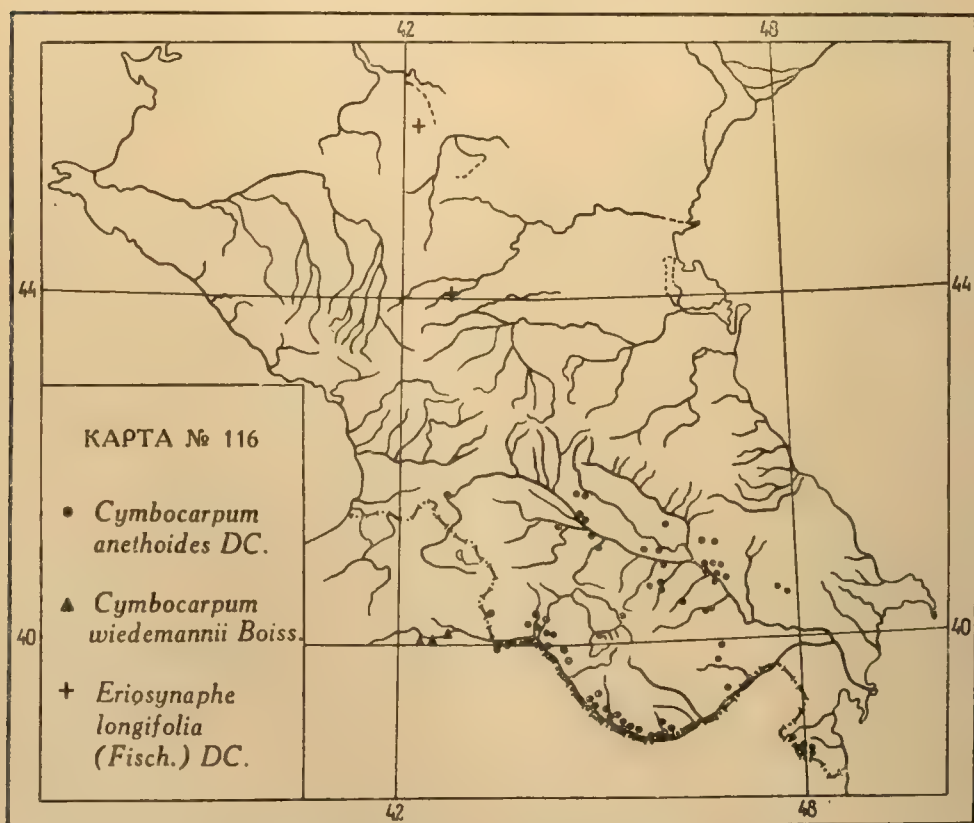 42 48
44 44
КАРТА № 116
Cymbocarpum
anethoides DC.
Cymbocarpum
wiedemannii Boiss.
40 40
Eriosynaphe
longifolia
(Fisch.) DC.
42 48